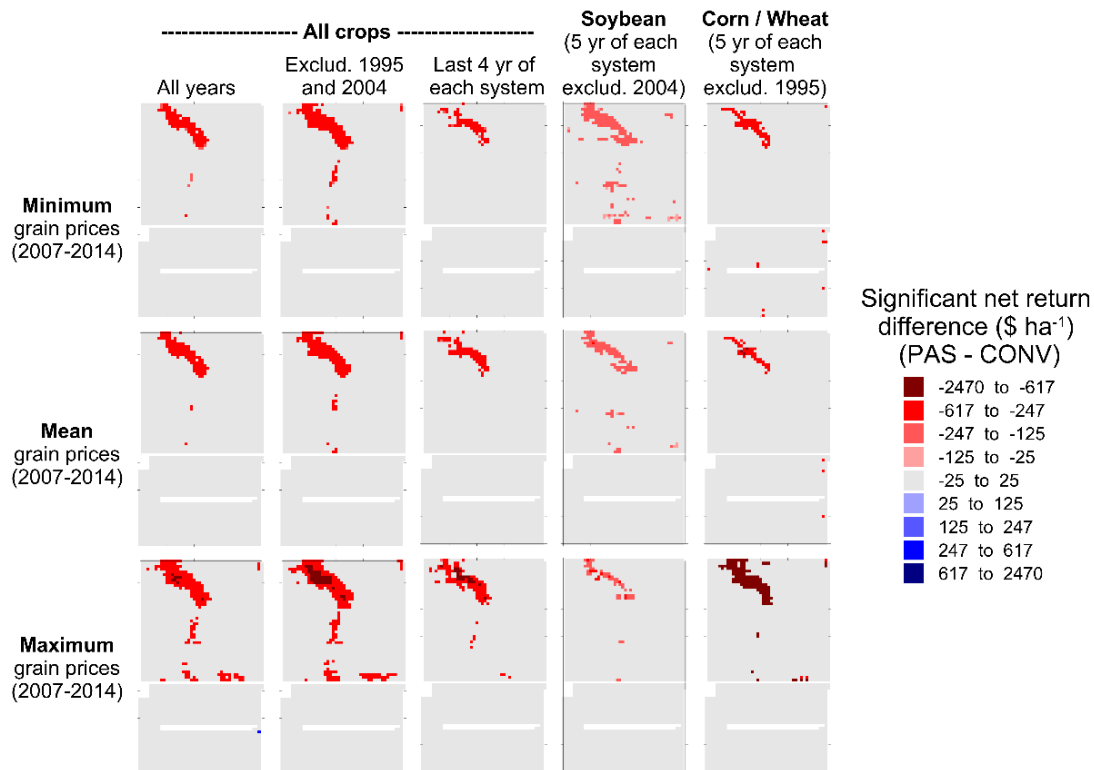 -------------------- All crops --------------------
All years
Exclud. 1995
and 2004
Last 4 yr of
each system
Soybean
(5 yr of each
system
exclud. 2004)
Corn / Wheat
(5 yr of each
system
exclud. 1995)
Minimum
grain prices
(2007-2014)
Mean
grain prices
(2007-2014)
Maximum
grain prices
(2007-2014)
Significant net return
difference ($ ha⁻¹)
(PAS - CONV)
-2470 to -617
-617 to -247
-247 to -125
-125 to -25
-25 to 25
25 to 125
125 to 247
247 to 617
617 to 2470